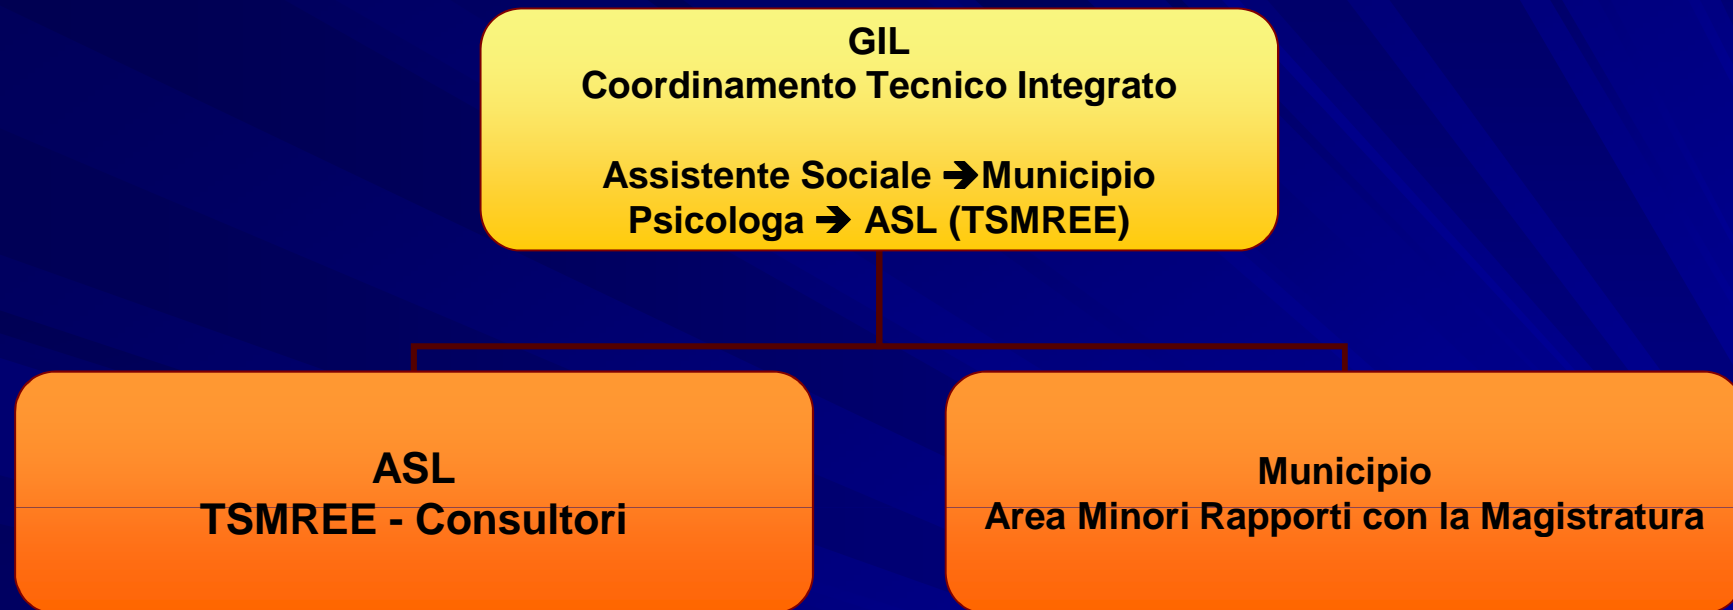 GIL
Coordinamento Tecnico Integrato
Assistente Sociale ➔Municipio
Psicologa ➔ ASL (TSMREE)
ASL
TSMREE - Consultori
Municipio
Area Minori Rapporti con la Magistratura